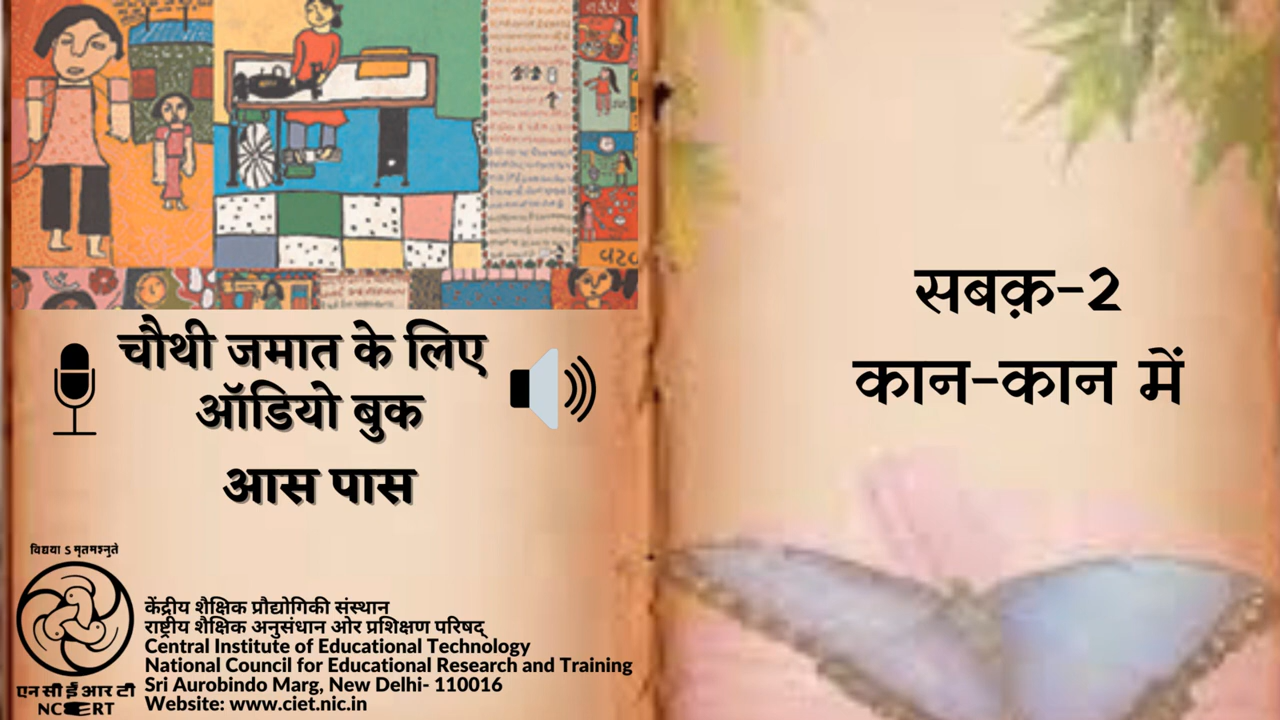 चौथी जमात के लिए
ऑडियो बुक
आस पास
विद्यया ऽ मृतमश्नुते
एन सी ई आर टी
NCERT
केंद्रीय शैक्षिक प्रौद्योगिकी संस्थान
राष्ट्रीय शैक्षिक अनुसंधान ओर प्रशिक्षण परिषद्
Central Institute of Educational Technology
National Council for Educational Research and Training
Sri Aurobindo Marg, New Delhi- 110016
Website: www.ciet.nic.in
सबक़-2
कान-कान में